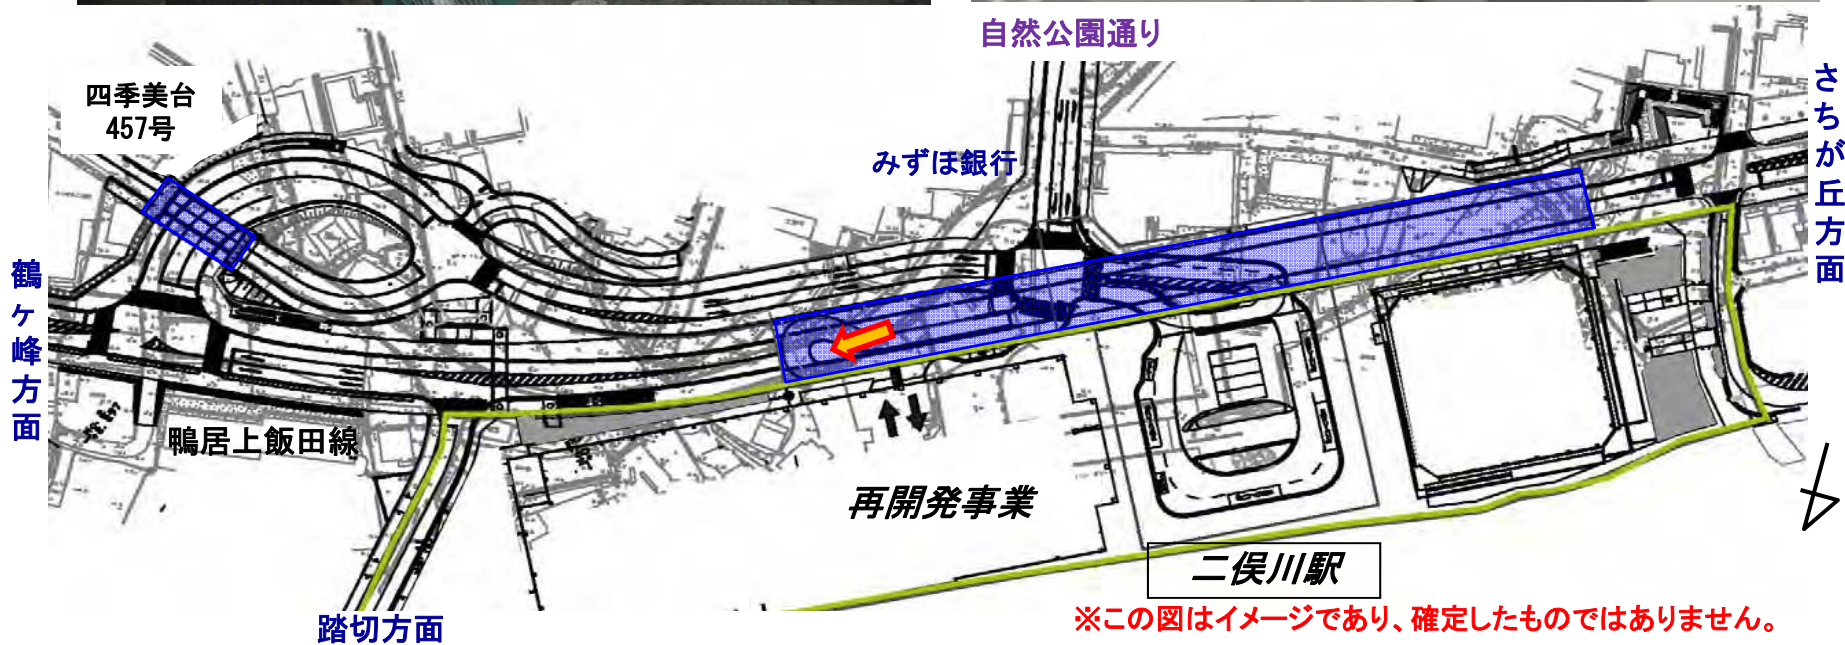 自然公園通り
四季美台
457号
みずほ銀行
さちが丘方面
鶴ヶ峰方面
鴨居上飯田線
再開発事業
二俣川駅
踏切方面
※この図はイメージであり、確定したものではありません。